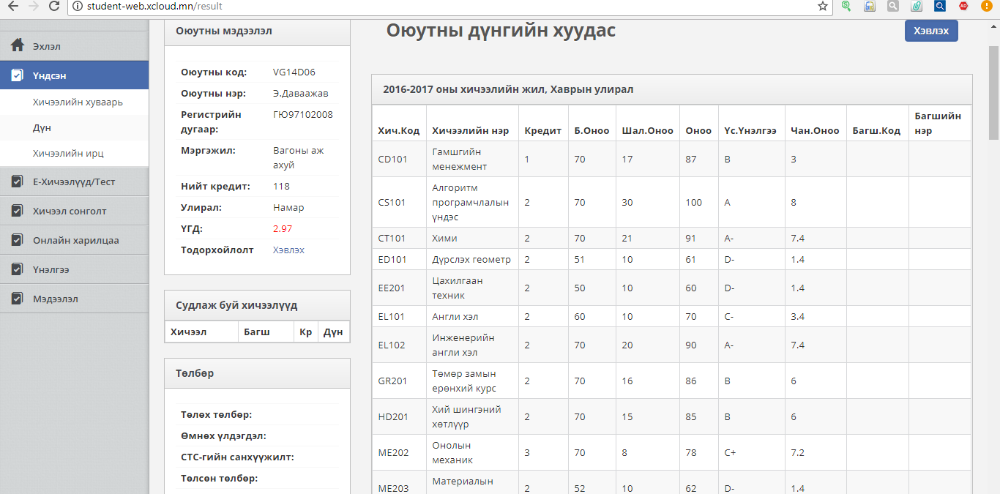 student-web.xcloud.mn/result
Эхлэл
Үндсэн
Хичээлийн хуваарь
Дүн
Хичээлийн ирц
Е-Хичээлүүд/Тест
Хичээл сонголт
Онлайн харилцаа
Үнэлгээ
Мэдээлэл
Оюутны мэдээлэл
Оюутны код: VG14D06
Оюутны нэр: Э.Даваажав
Регистрийн
дугаар: ГЮ97102008
Мэргэжил: Вагоны аж
ахуй
Нийт кредит: 118
Улирал: Намар
ҮГД: 2.97
Тодорхойлолт Хэвлэх
Судлаж буй хичээлүүд
Хичээл Багш Кр Дүн
Төлбөр
Төлөх төлбөр:
Өмнөх үлдэгдэл:
СТС-гийн санхүүжилт:
Төлсөн төлбөр:
Оюутны дүнгийн хуудас
Хэвлэх
2016-2017 оны хичээлийн жил, Хаврын улирал
Хич.Код Хичээлийн нэр Кредит Б.Оноо Шал.Оноо Оноо Үс.Үнэлгээ Чан.Оноо Багш.Код Багшийн
нэр
CD101 Гамшгийн
менежмент 1 70 17 87 B 3
CS101 Алгоритм
програмчлалын
үндэс 2 70 30 100 A 8
CT101 Хими 2 70 21 91 A- 7.4
ED101 Дүрслэх геометр 2 51 10 61 D- 1.4
EE201 Цахилгаан
техник 2 50 10 60 D- 1.4
EL101 Англи хэл 2 60 10 70 C- 3.4
EL102 Инженерийн
англи хэл 2 70 20 90 A- 7.4
GR201 Төмөр замын
ерөнхий курс 2 70 16 86 B 6
HD201 Хий шингэний
хөтлүүр 2 70 15 85 B 6
ME202 Онолын
механик 3 70 8 78 C+ 7.2
ME203 Материалын 2 52 10 62 D- 1.4